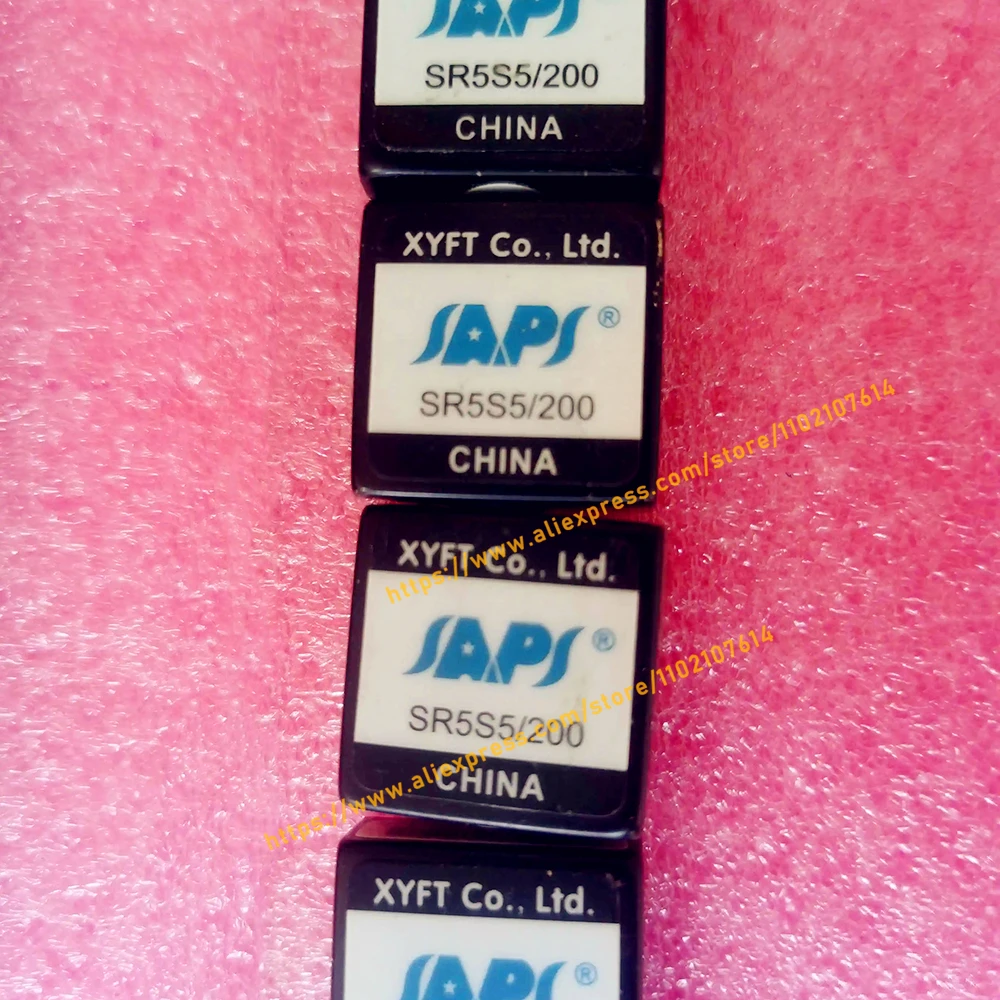 SAPS
SR5S5/200
CHINA
XYFT Co., Ltd.
SAPS®
SR5S5/200
CHINA
https://www.aliexpress.com/store/1102107614
XYFT Co., Ltd.
SAPS®
SR5S5/200
CHINA
https://www.aliexpress.com/store/1102107614
XYFT Co., Ltd.
SAPS®